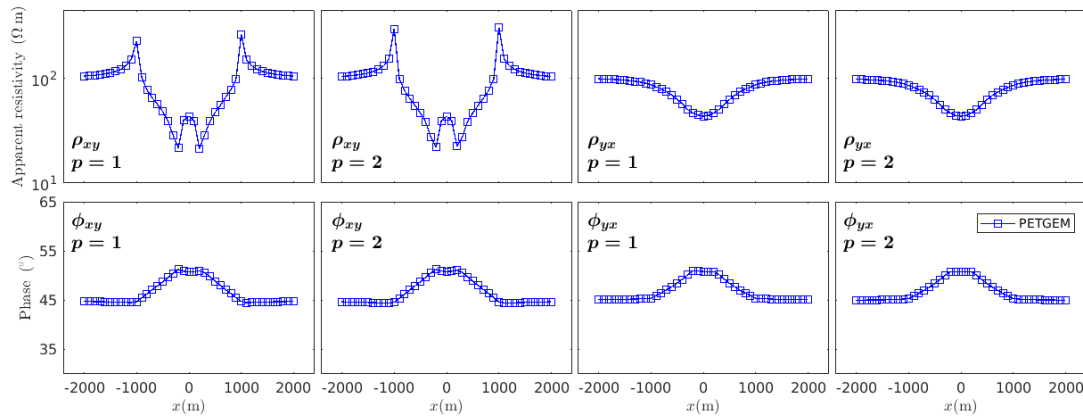 Apparent resistivity (Ω m)
10²
10¹
ρxy
p = 1
ρxy
p = 2
ρyx
p = 1
ρyx
p = 2
Phase (°)
65
55
45
35
ϕxy
p = 1
ϕxy
p = 2
ϕyx
p = 1
ϕyx
p = 2
PETGEM
-2000 -1000 0 1000 2000
-2000 -1000 0 1000 2000
-2000 -1000 0 1000 2000
-2000 -1000 0 1000 2000
x(m) x(m) x(m) x(m)